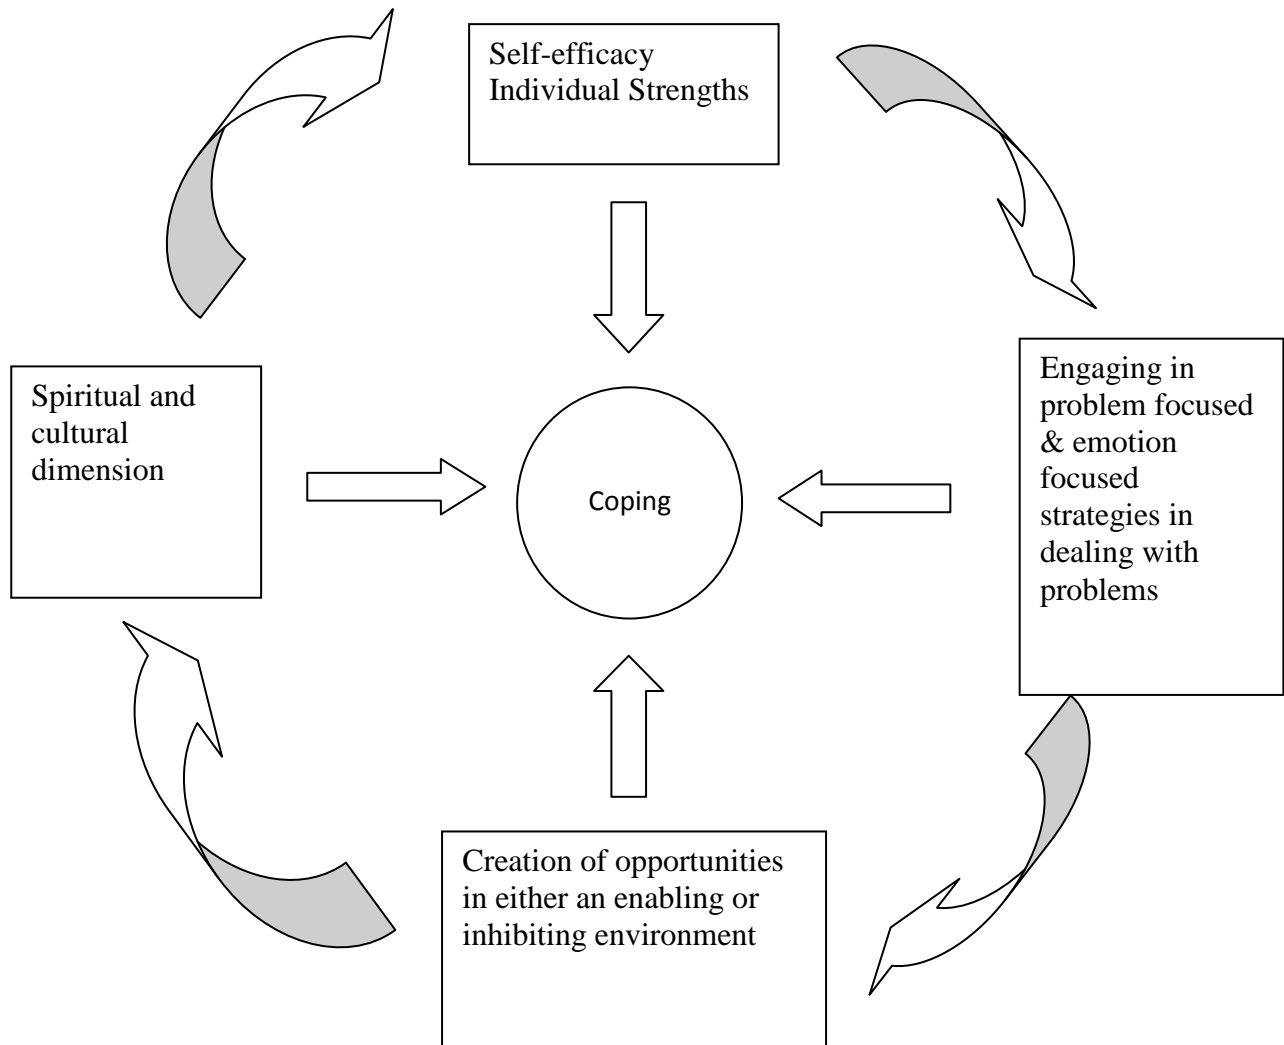 Self-efficacy
Individual Strengths
Spiritual and
cultural
dimension
Coping
Engaging in
problem focused
& emotion
focused
strategies in
dealing with
problems
Creation of opportunities
in either an enabling or
inhibiting environment